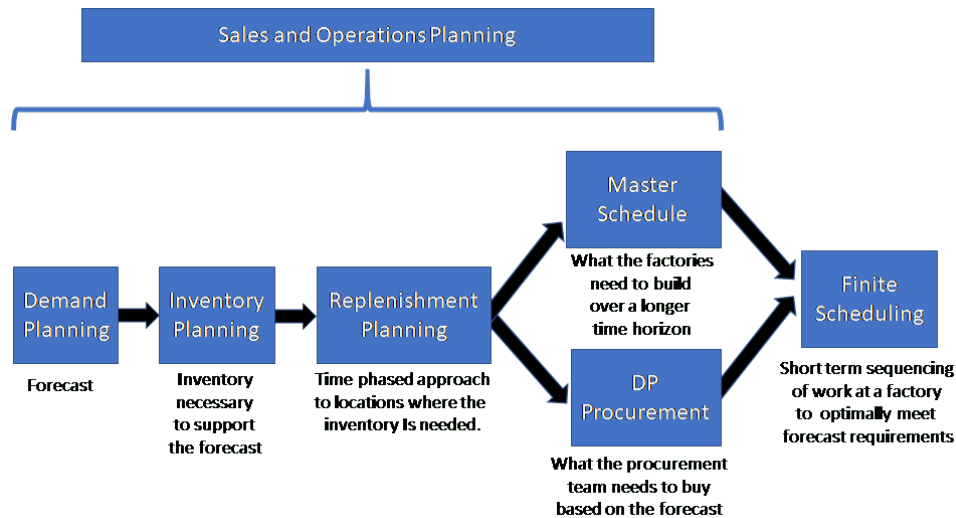 Sales and Operations Planning
Master
Schedule
What the factories
need to build
over a longer
time horizon
Demand
Planning
Forecast
Inventory
Planning
Inventory
necessary
to support
the forecast
Replenishment
Planning
Time phased approach
to locations where the
inventory Is needed.
DP
Procurement
What the procurement
team needs to buy
based on the forecast
Finite
Scheduling
Short term sequencing
of work at a factory
to optimally meet
forecast requirements